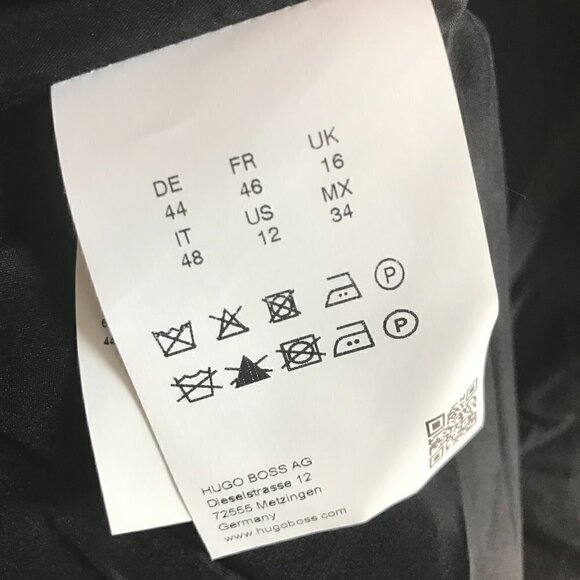 DE FR UK
44 46 16
IT US MX
48 12 34
P
P
HUGO BOSS AG
Dieselstrasse 12
72555 Metzingen
Germany
www.hugoboss.com